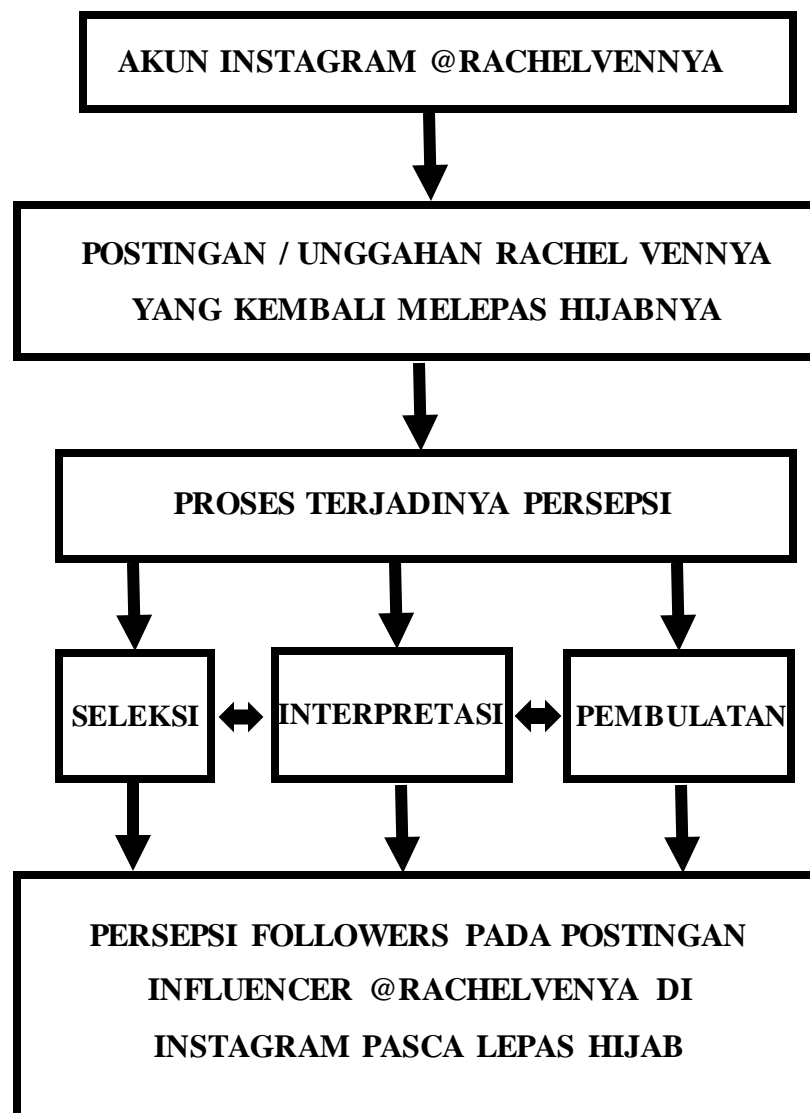 AKUN INSTAGRAM @RACHELVENNYA
POSTINGAN / UNGGAHAN RACHEL VENNYA
YANG KEMBALI MELEPAS HIJABNYA
PROSES TERJADINYA PERSEPSI
SELEKSI
INTERPRETASI
PEMBULATAN
PERSEPSI FOLLOWERS PADA POSTINGAN
INFLUENCER @RACHELVENYA DI
INSTAGRAM PASCA LEPAS HIJAB